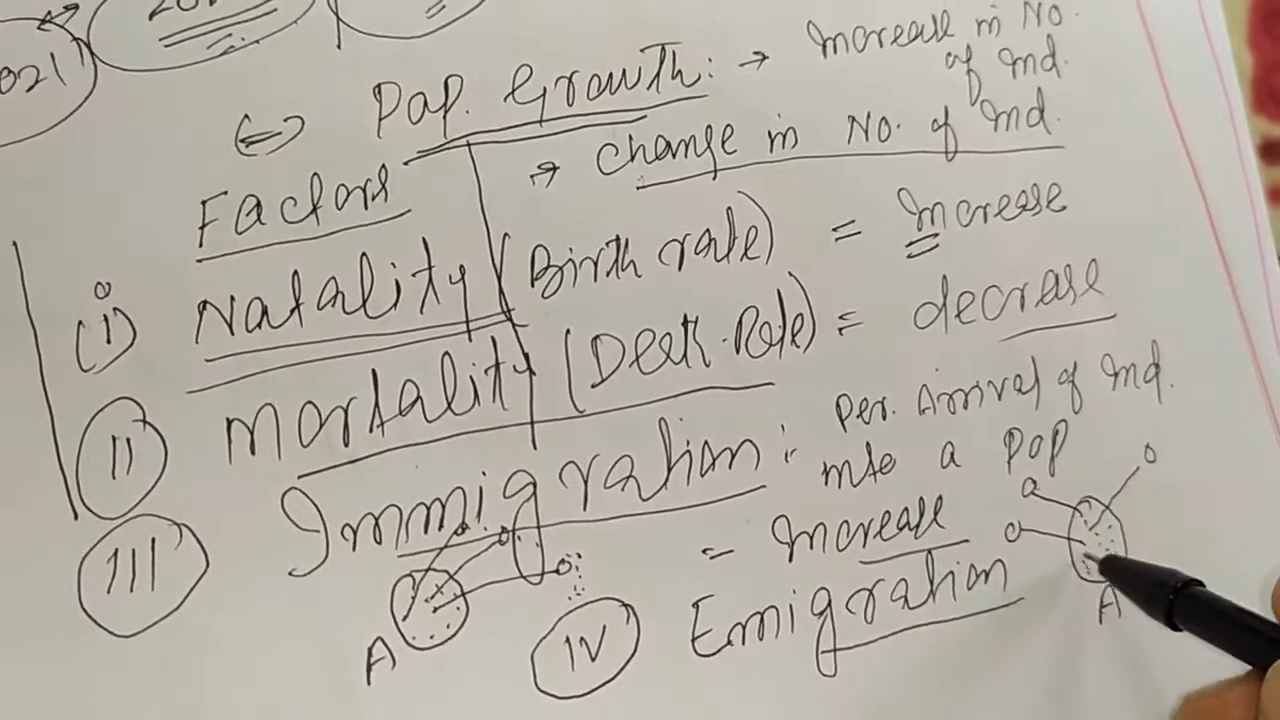 Pop. Growth: → Increase in No. of Ind.
→ Change in No. of Ind.
Factors
(i) Natality (Birth rate) = Increase
II Mortality (Death Rate) = decrase
III Immigration: Per. Arrival of Ind.
into a Pop
= Increase
IV Emigration
A
A